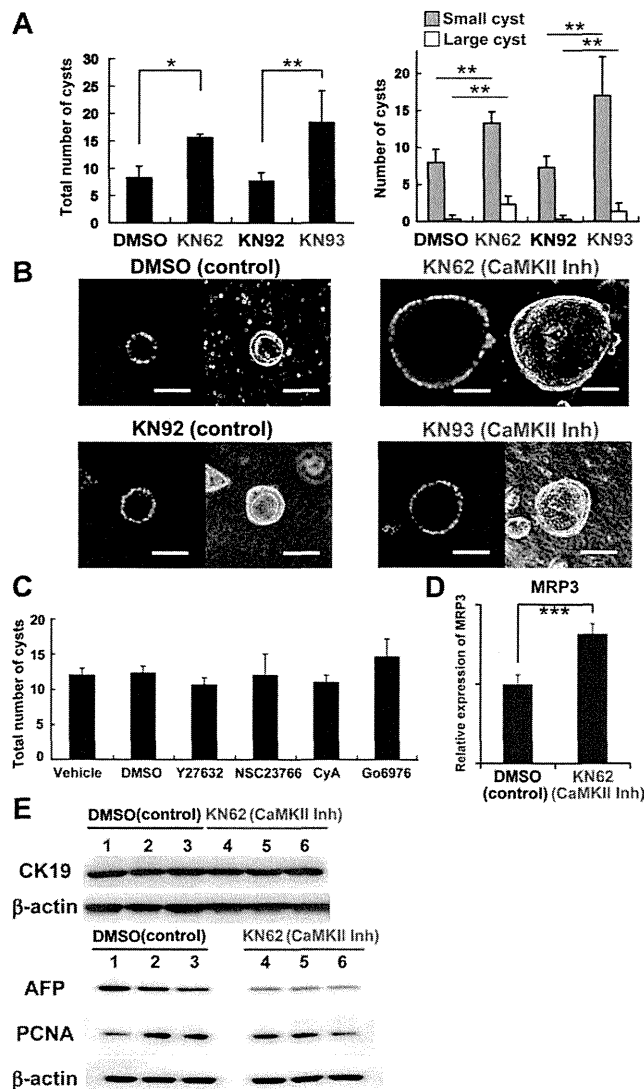 A
Total number of cysts
30
25
20
15
10
5
0
*
**
DMSO KN62 KN92 KN93
Small cyst
Large cyst
Number of cysts
20
15
10
5
0
**
**
**
**
DMSO KN62 KN92 KN93
B
DMSO (control)
KN62 (CaMKII Inh)
KN92 (control)
KN93 (CaMKII Inh)
C
Total number of cysts
20
15
10
5
0
Vehicle DMSO Y27632 NSC23766 CyA Go6976
D
MRP3
Relative expression of MRP3
***
DMSO KN62
(control) (CaMKII Inh)
E
DMSO(control) KN62 (CaMKII Inh)
1 2 3 4 5 6
CK19
β-actin
DMSO(control) KN62 (CaMKII Inh)
1 2 3 4 5 6
AFP
PCNA
β-actin